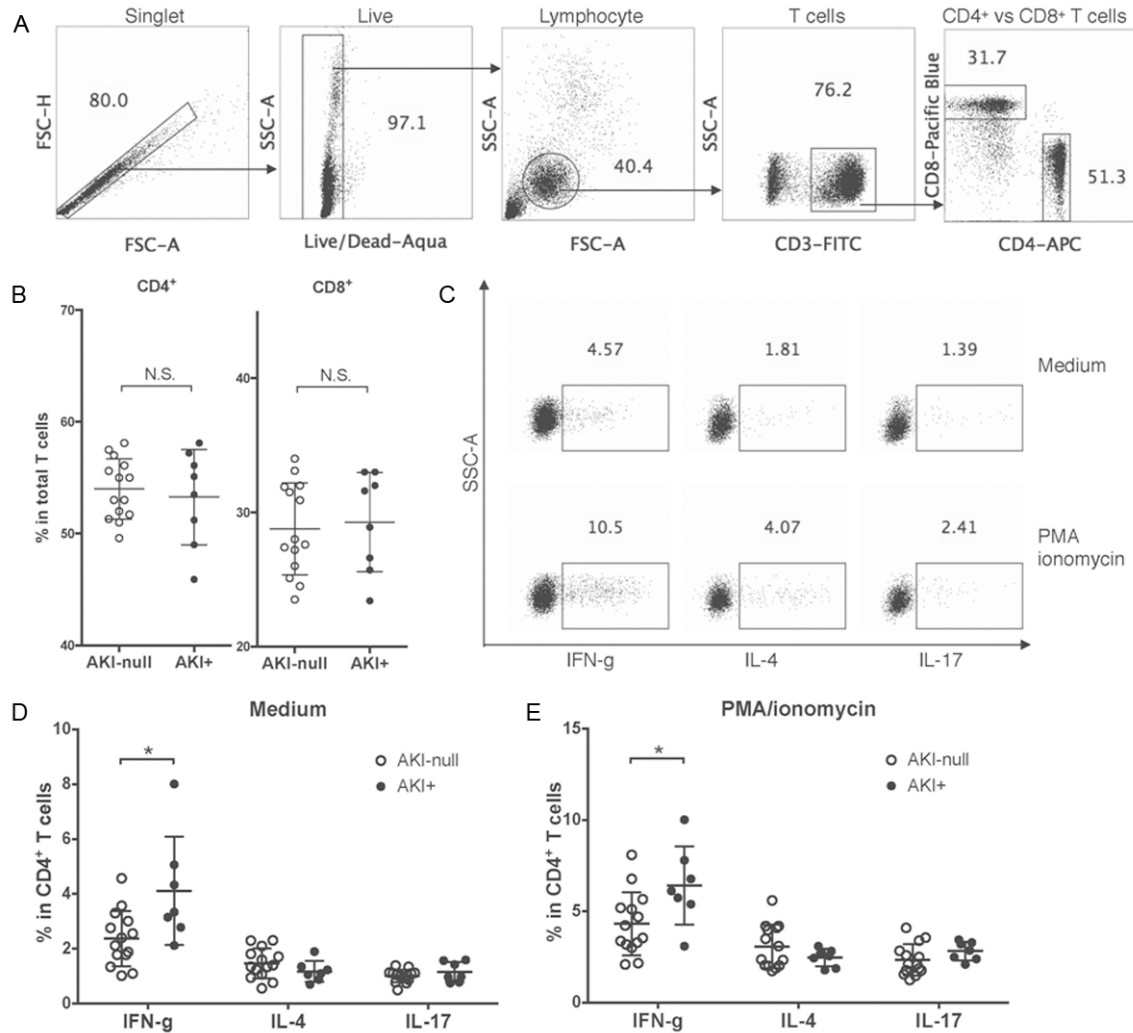 A
Singlet
Live
Lymphocyte
T cells
CD4⁺ vs CD8⁺ T cells
80.0
97.1
40.4
76.2
31.7
51.3
FSC-H
FSC-A
SSC-A
Live/Dead-Aqua
SSC-A
FSC-A
SSC-A
CD3-FITC
CD8-Pacific Blue
CD4-APC
B
CD4⁺
CD8⁺
% in total T cells
70
60
50
40
40
30
20
N.S.
N.S.
AKI-null
AKI+
AKI-null
AKI+
C
SSC-A
4.57
1.81
1.39
Medium
10.5
4.07
2.41
PMA
ionomycin
IFN-g
IL-4
IL-17
D
Medium
% in CD4⁺ T cells
10
8
6
4
2
0
*
AKI-null
AKI+
IFN-g
IL-4
IL-17
E
PMA/ionomycin
% in CD4⁺ T cells
15
10
5
0
*
AKI-null
AKI+
IFN-g
IL-4
IL-17